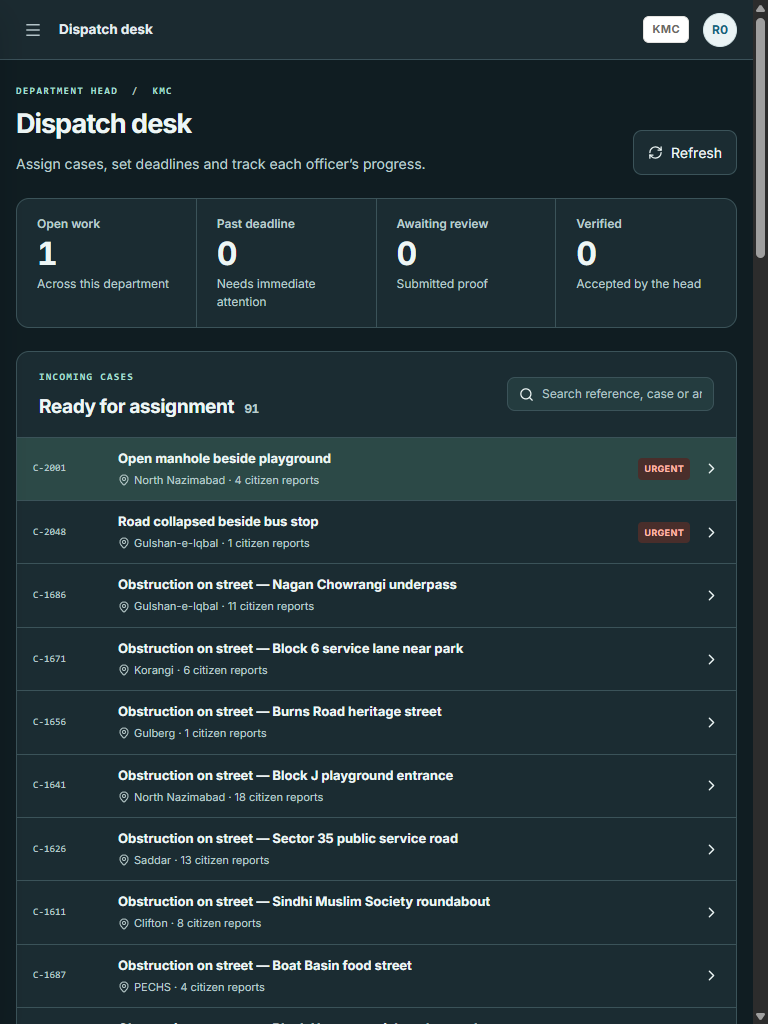 Dispatch desk
KMC
RO
DEPARTMENT HEAD / KMC
Dispatch desk
Assign cases, set deadlines and track each officer's progress.
Refresh
Open work
1
Across this department
Past deadline
0
Needs immediate
attention
Awaiting review
0
Submitted proof
Verified
0
Accepted by the head
INCOMING CASES
Ready for assignment 91
Search reference, case or ar
C-2001
Open manhole beside playground
North Nazimabad · 4 citizen reports
URGENT
C-2048
Road collapsed beside bus stop
Gulshan-e-Iqbal · 1 citizen reports
URGENT
C-1686
Obstruction on street — Nagan Chowrangi underpass
Gulshan-e-Iqbal · 11 citizen reports
C-1671
Obstruction on street — Block 6 service lane near park
Korangi · 6 citizen reports
C-1656
Obstruction on street — Burns Road heritage street
Gulberg · 1 citizen reports
C-1641
Obstruction on street — Block J playground entrance
North Nazimabad · 18 citizen reports
C-1626
Obstruction on street — Sector 35 public service road
Saddar · 13 citizen reports
C-1611
Obstruction on street — Sindhi Muslim Society roundabout
Clifton · 8 citizen reports
C-1687
Obstruction on street — Boat Basin food street
PECHS · 4 citizen reports